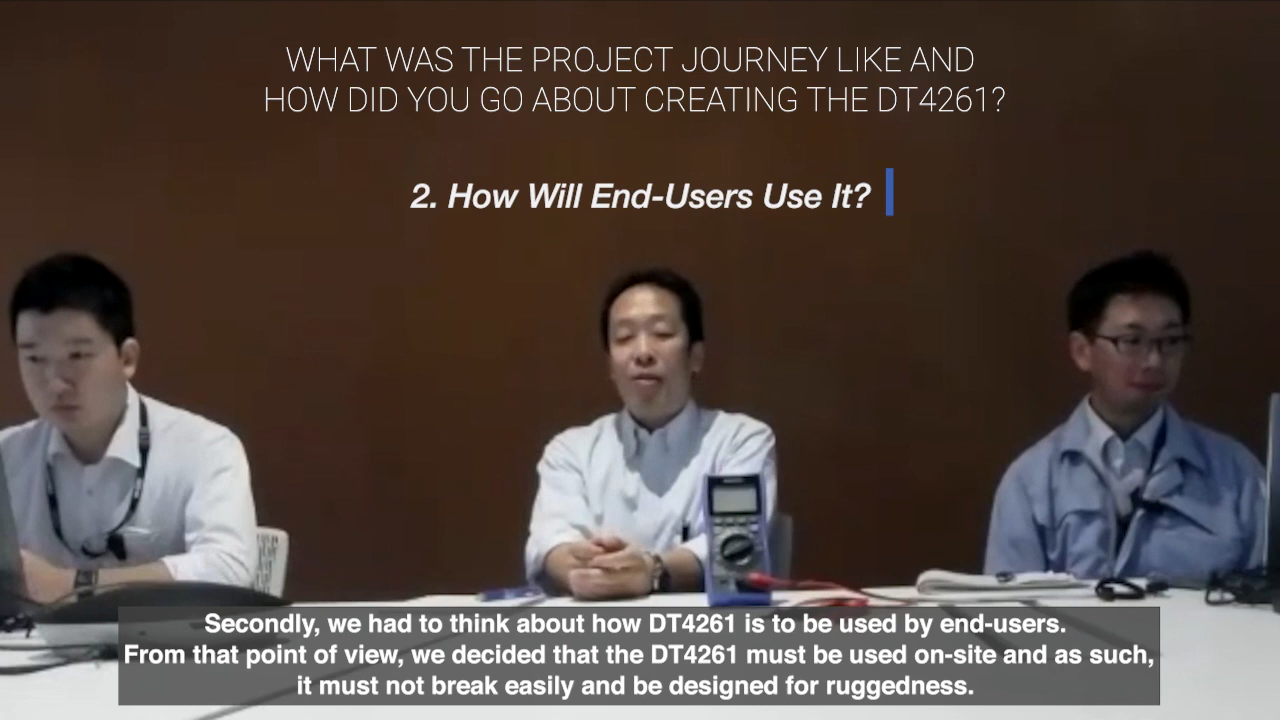 WHAT WAS THE PROJECT JOURNEY LIKE AND
HOW DID YOU GO ABOUT CREATING THE DT4261?
2. How Will End-Users Use It?
Secondly, we had to think about how DT4261 is to be used by end-users.
From that point of view, we decided that the DT4261 must be used on-site and as such,
it must not break easily and be designed for ruggedness.